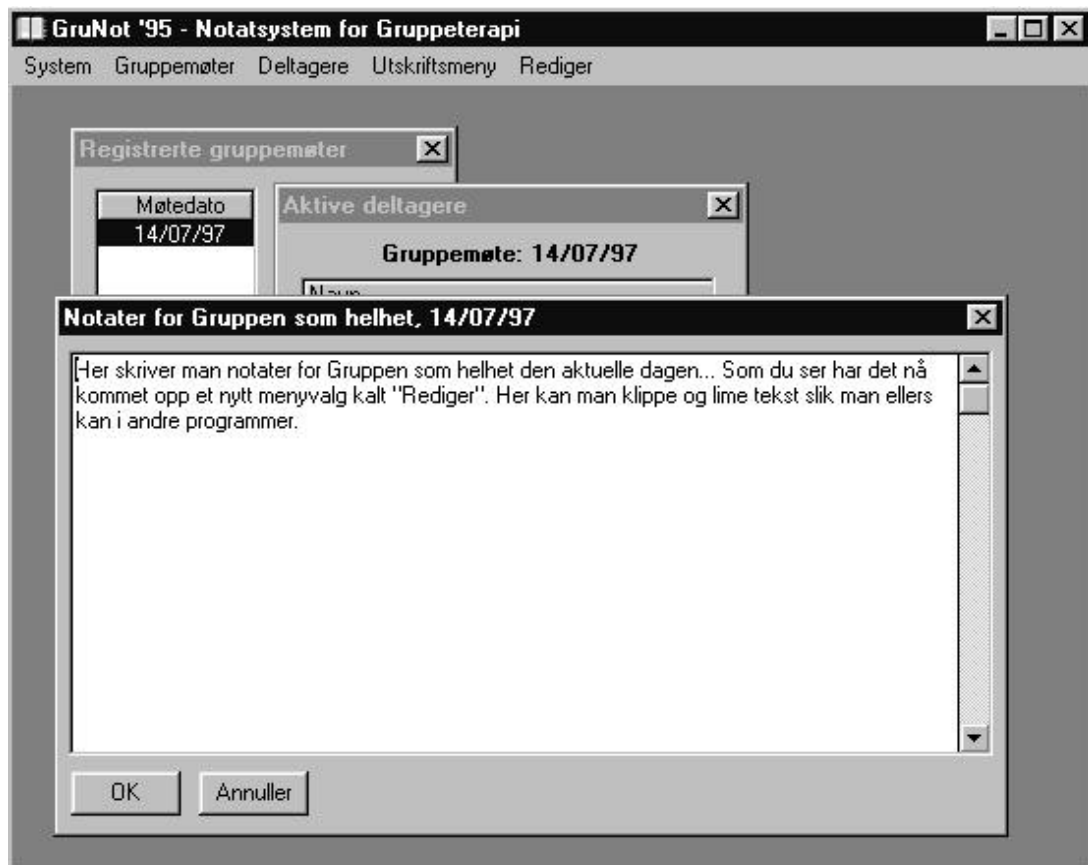 GruNot '95 - Notatsystem for Gruppeterapi
System Gruppemøter Deltagere Utskriftsmeny Rediger
Registrerte gruppemøter
Møtedato
14/07/97
Aktive deltagere
Gruppemøte: 14/07/97
Navn
Notater for Gruppen som helhet, 14/07/97
Her skriver man notater for Gruppen som helhet den aktuelle dagen... Som du ser har det nå
kommet opp et nytt menyvalg kalt "Rediger". Her kan man klippe og lime tekst slik man ellers
kan i andre programmer.
OK Annuller